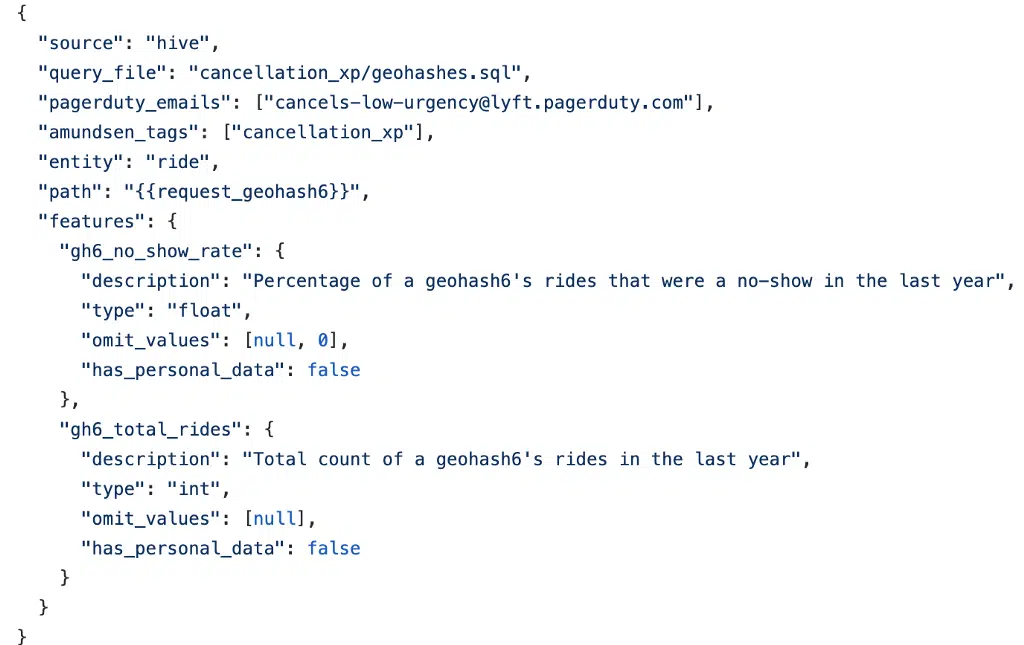 {
  "source": "hive",
  "query_file": "cancellation_xp/geohashes.sql",
  "pagerduty_emails": ["cancels-low-urgency@lyft.pagerduty.com"],
  "amundsen_tags": ["cancellation_xp"],
  "entity": "ride",
  "path": "{{request_geohash6}}",
  "features": {
    "gh6_no_show_rate": {
      "description": "Percentage of a geohash6's rides that were a no-show in the last year",
      "type": "float",
      "omit_values": [null, 0],
      "has_personal_data": false
    },
    "gh6_total_rides": {
      "description": "Total count of a geohash6's rides in the last year",
      "type": "int",
      "omit_values": [null],
      "has_personal_data": false
    }
  }
}